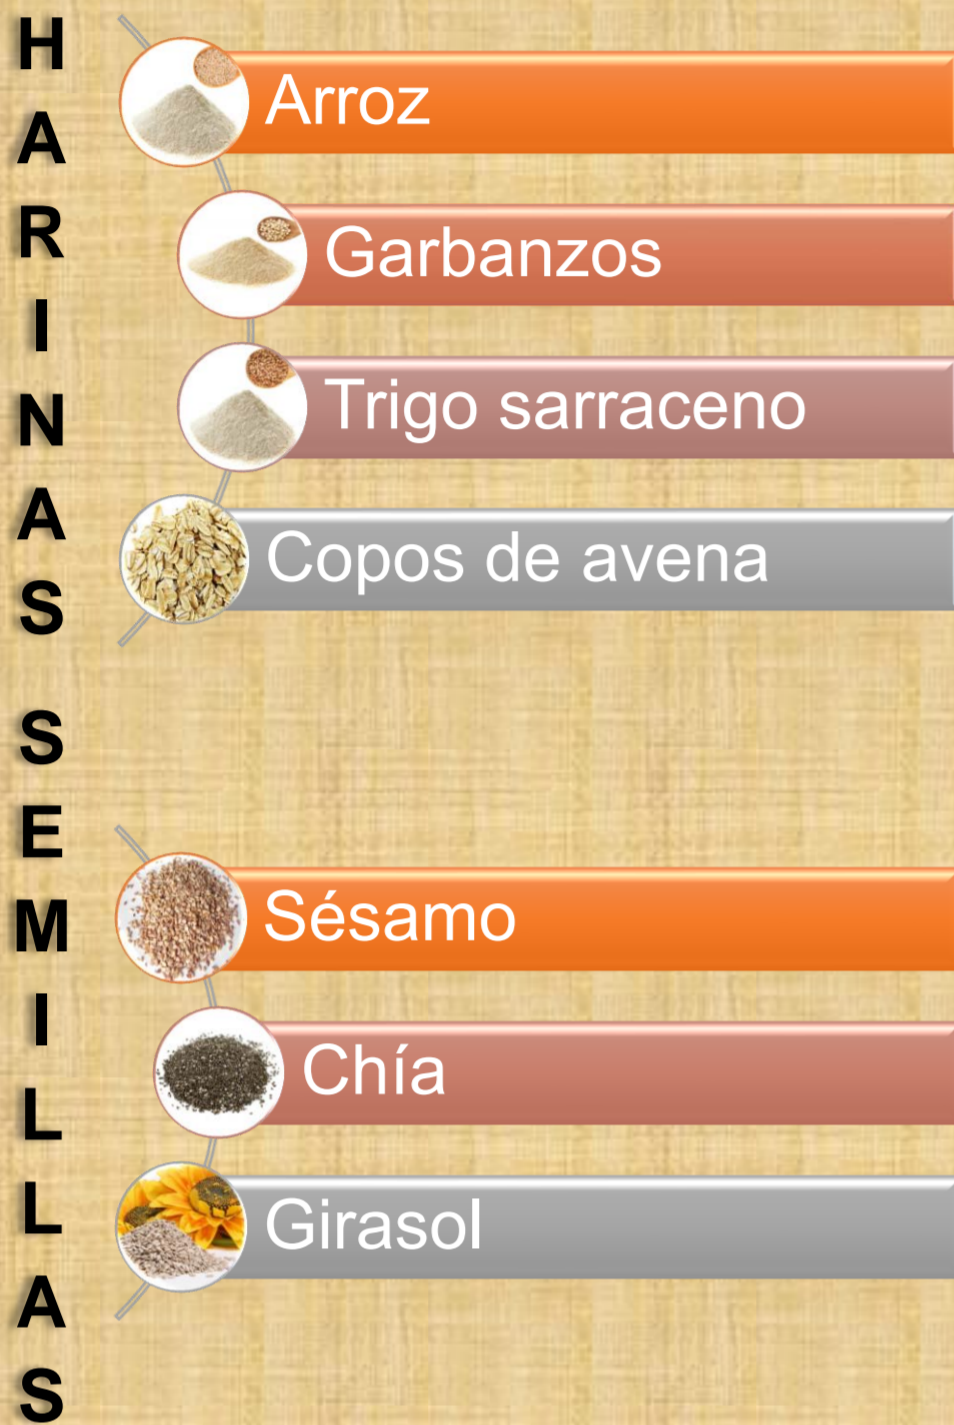 HARINAS
Arroz
Garbanzos
Trigo sarraceno
Copos de avena
SEMILLAS
Sésamo
Chía
Girasol